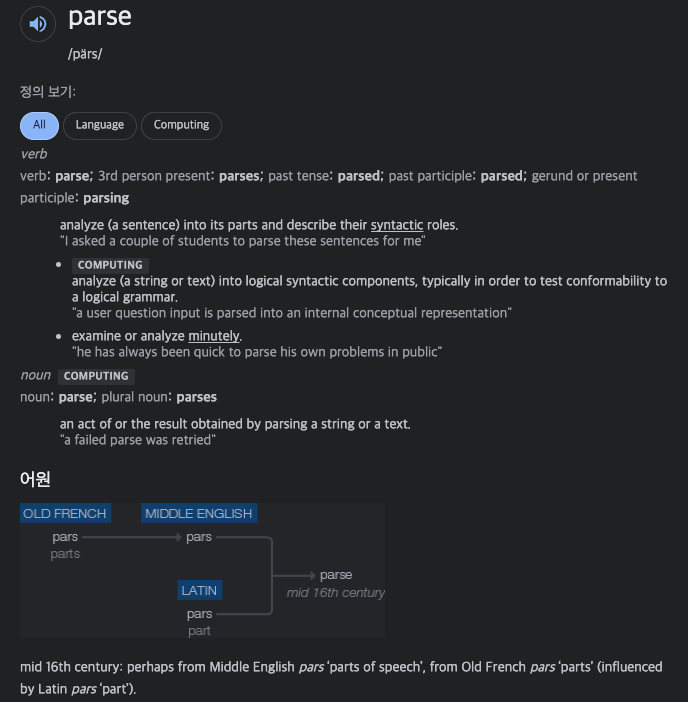 parse
/pärs/
정의 보기:
All Language Computing
verb
verb: parse; 3rd person present: parses; past tense: parsed; past participle: parsed; gerund or present
participle: parsing
analyze (a sentence) into its parts and describe their syntactic roles.
"I asked a couple of students to parse these sentences for me"
• COMPUTING
analyze (a string or text) into logical syntactic components, typically in order to test conformability to
a logical grammar.
"a user question input is parsed into an internal conceptual representation"
• examine or analyze minutely.
"he has always been quick to parse his own problems in public"
noun COMPUTING
noun: parse; plural noun: parses
an act of or the result obtained by parsing a string or a text.
"a failed parse was retried"
어원
OLD FRENCH MIDDLE ENGLISH
pars pars
parts
parse
LATIN mid 16th century
pars
part
mid 16th century: perhaps from Middle English pars ‘parts of speech’, from Old French pars ‘parts’ (influenced
by Latin pars ‘part’).